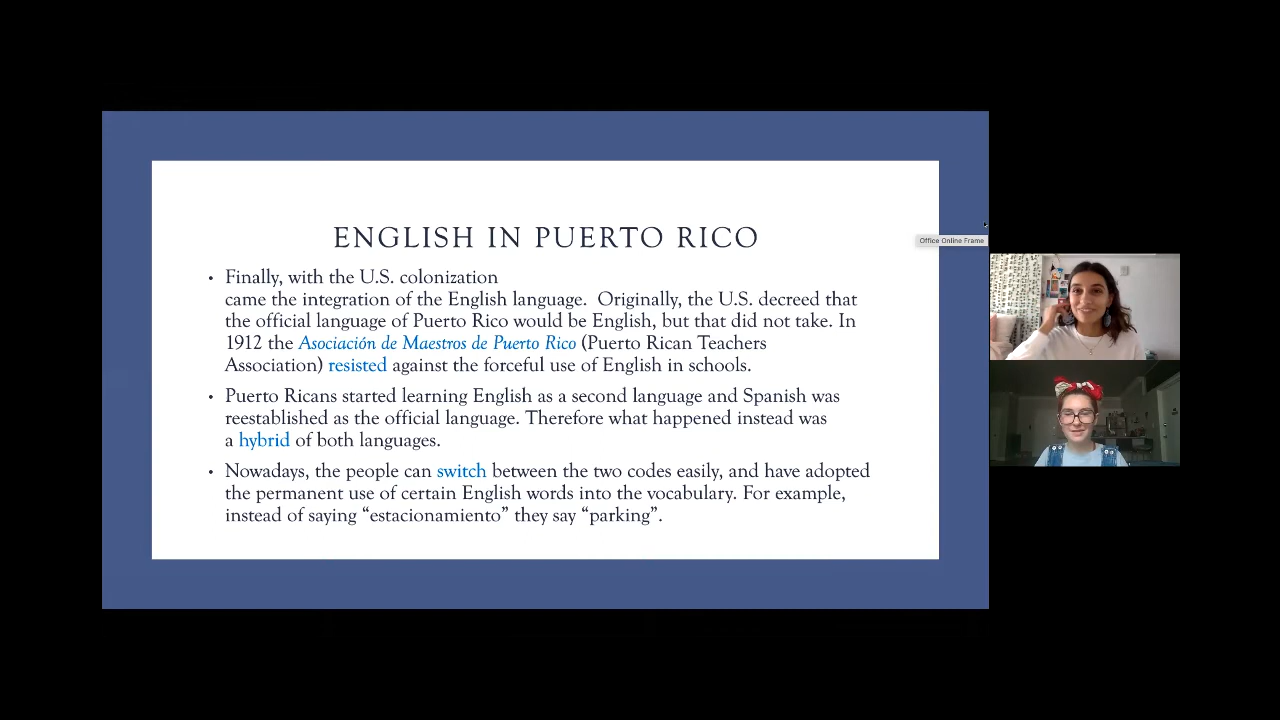 ENGLISH IN PUERTO RICO
Office Online Frame
• Finally, with the U.S. colonization
came the integration of the English language.  Originally, the U.S. decreed that
the official language of Puerto Rico would be English, but that did not take. In
1912 the Asociación de Maestros de Puerto Rico (Puerto Rican Teachers
Association) resisted against the forceful use of English in schools.
• Puerto Ricans started learning English as a second language and Spanish was
reestablished as the official language. Therefore what happened instead was
a hybrid of both languages.
• Nowadays, the people can switch between the two codes easily, and have adopted
the permanent use of certain English words into the vocabulary. For example,
instead of saying “estacionamiento” they say “parking”.